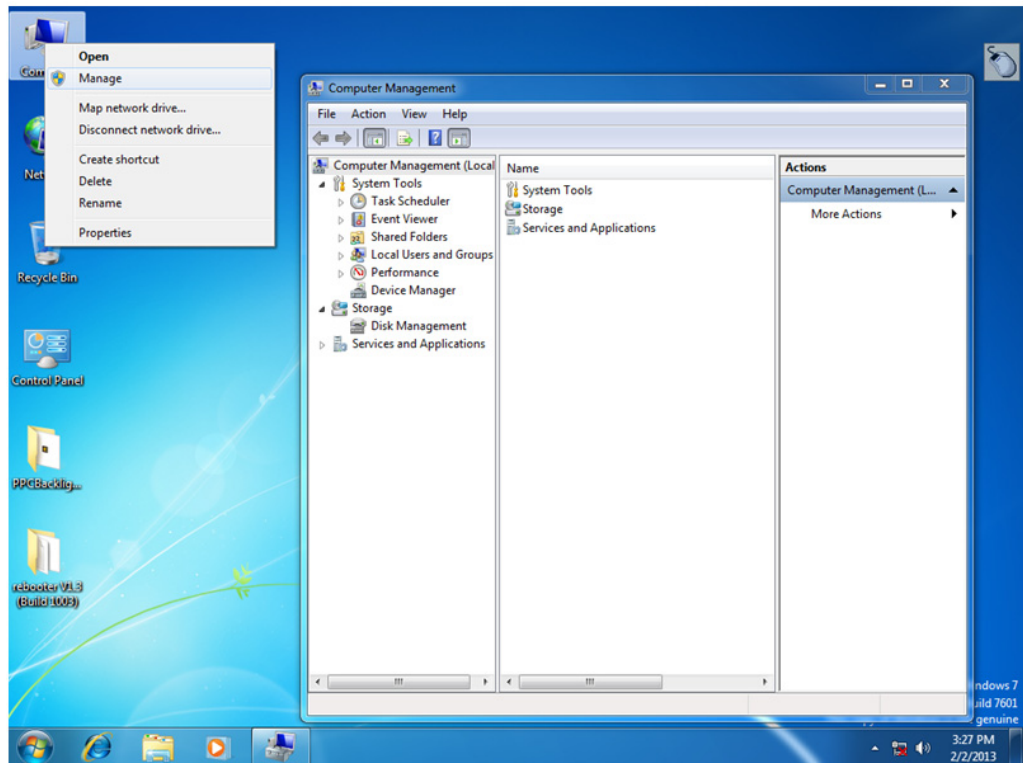 Com
Open
Manage
Map network drive...
Disconnect network drive...
Create shortcut
Delete
Rename
Properties
Net
Recycle Bin
Control Panel
PPCBacklig...
rebooter V1.3
(Build 1003)
Computer Management
File Action View Help
Computer Management (Local
System Tools
Task Scheduler
Event Viewer
Shared Folders
Local Users and Groups
Performance
Device Manager
Storage
Disk Management
Services and Applications
Name
System Tools
Storage
Services and Applications
Actions
Computer Management (L...
More Actions
ndows 7
uild 7601
genuine
3:27 PM
2/2/2013